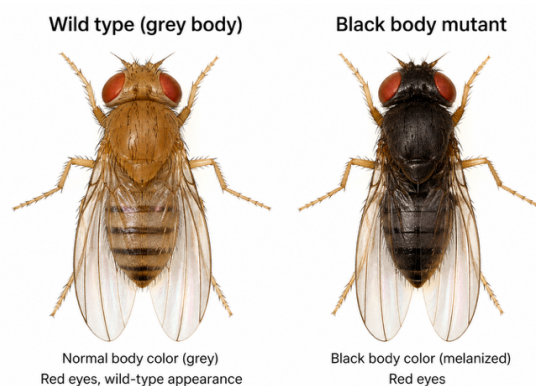 Wild type (grey body)
Black body mutant
Normal body color (grey)
Red eyes, wild-type appearance
Black body color (melanized)
Red eyes